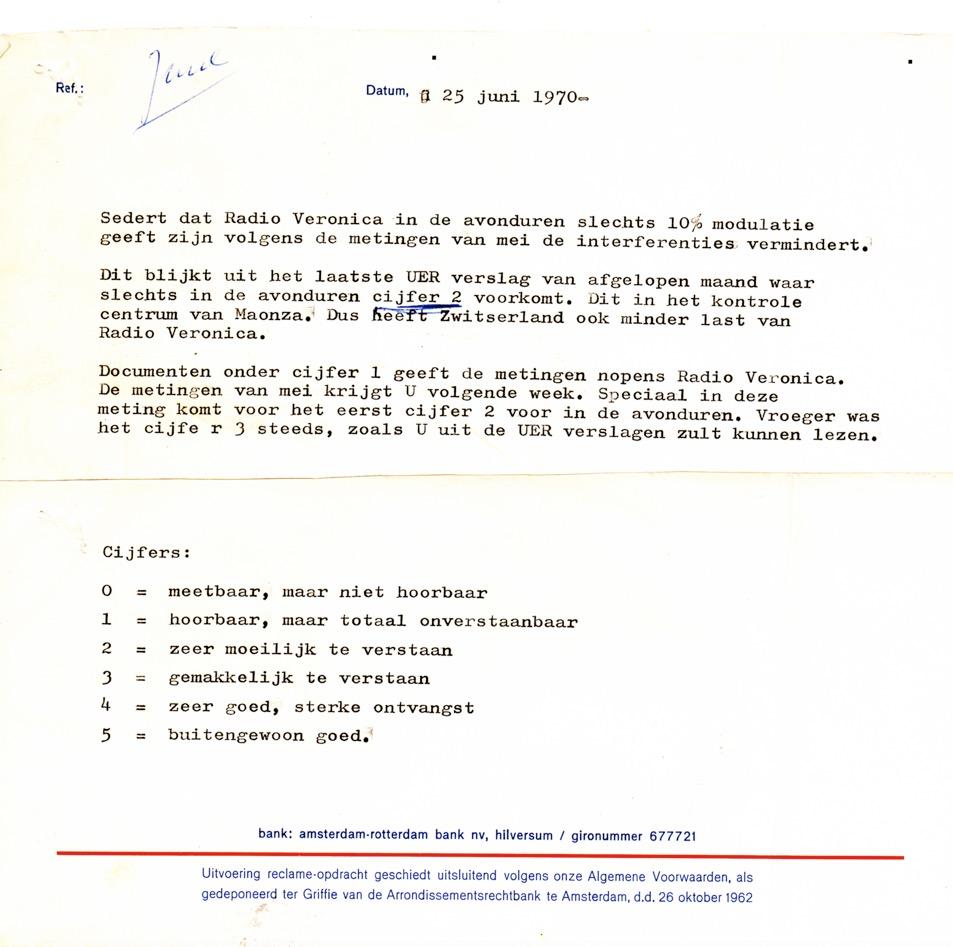 Ref.:
Datum, 25 juni 1970=
Sedert dat Radio Veronica in de avonduren slechts 10% modulatie
geeft zijn volgens de metingen van mei de interferenties vermindert.
Dit blijkt uit het laatste UER verslag van afgelopen maand waar
slechts in de avonduren cijfer 2 voorkomt. Dit in het kontrole
centrum van Maonza. Dus heeft Zwitserland ook minder last van
Radio Veronica.
Documenten onder cijfer 1 geeft de metingen nopens Radio Veronica.
De metingen van mei krijgt U volgende week. Speciaal in deze
meting komt voor het eerst cijfer 2 voor in de avonduren. Vroeger was
het cijfe r 3 steeds, zoals U uit de UER verslagen zult kunnen lezen.
Cijfers:
0 = meetbaar, maar niet hoorbaar
1 = hoorbaar, maar totaal onverstaanbaar
2 = zeer moeilijk te verstaan
3 = gemakkelijk te verstaan
4 = zeer goed, sterke ontvangst
5 = buitengewoon goed.
bank: amsterdam-rotterdam bank nv, hilversum / gironummer 677721
Uitvoering reclame-opdracht geschiedt uitsluitend volgens onze Algemene Voorwaarden, als
gedeponeerd ter Griffie van de Arrondissementsrechtbank te Amsterdam, d.d. 26 oktober 1962